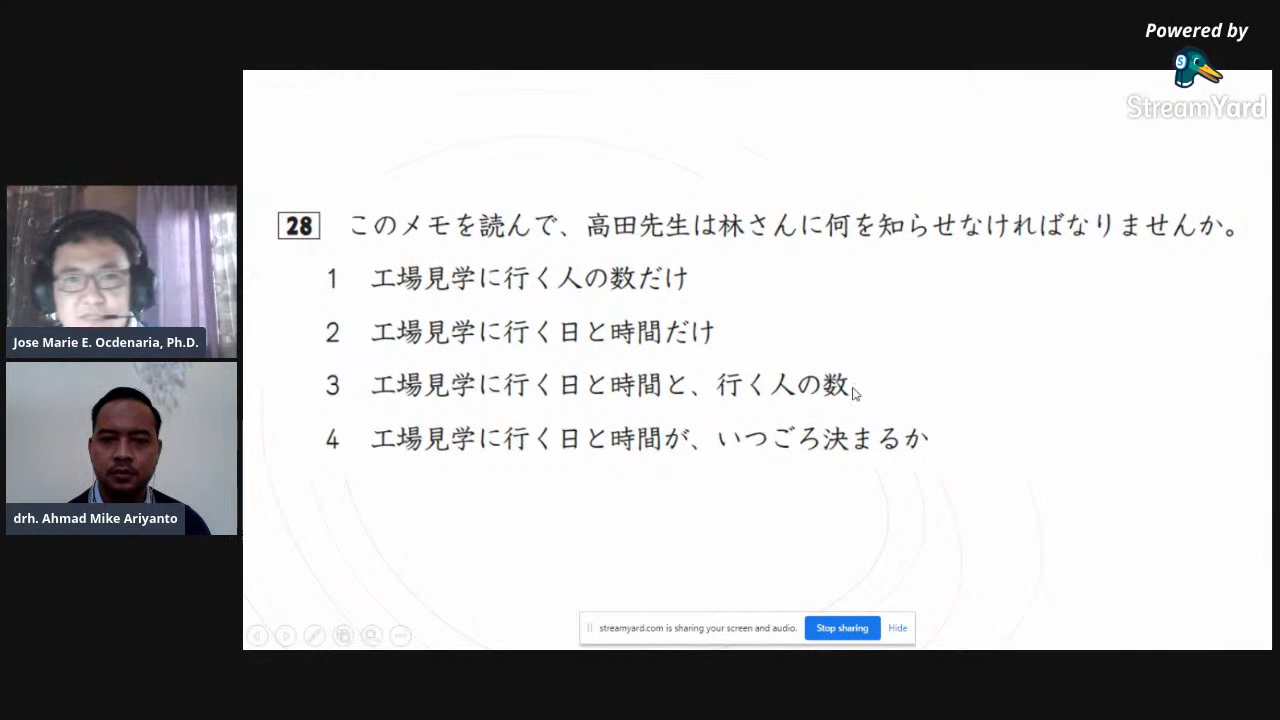 Powered by
StreamYard
28 このメモを読んで、高田先生は林さんに何を知らせなければなりませんか。
1 工場見学に行く人の数だけ
2 工場見学に行く日と時間だけ
3 工場見学に行く日と時間と、行く人の数
4 工場見学に行く日と時間が、いつごろ決まるか
Jose Marie E. Ocdenaria, Ph.D.
drh. Ahmad Mike Ariyanto
streamyard.com is sharing your screen and audio. Stop sharing Hide